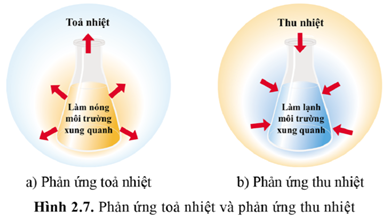 Toả nhiệt
Làm nóng
môi trường
xung quanh
Thu nhiệt
Làm lạnh
môi trường
xung quanh
a) Phản ứng toả nhiệt
b) Phản ứng thu nhiệt
Hình 2.7. Phản ứng toả nhiệt và phản ứng thu nhiệt